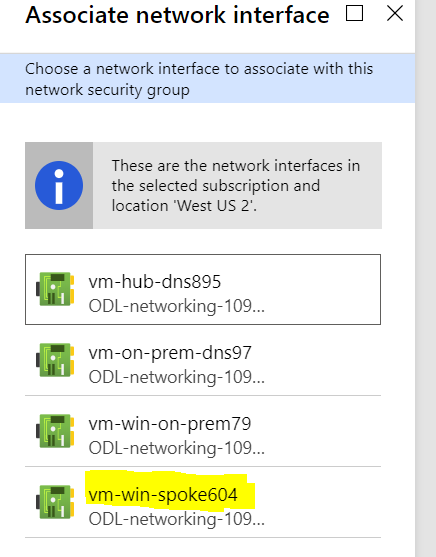 Associate network interface
Choose a network interface to associate with this
network security group
These are the network interfaces in
the selected subscription and
location 'West US 2'.
vm-hub-dns895
ODL-networking-109...
vm-on-prem-dns97
ODL-networking-109...
vm-win-on-prem79
ODL-networking-109...
vm-win-spoke604
ODL-networking-109...